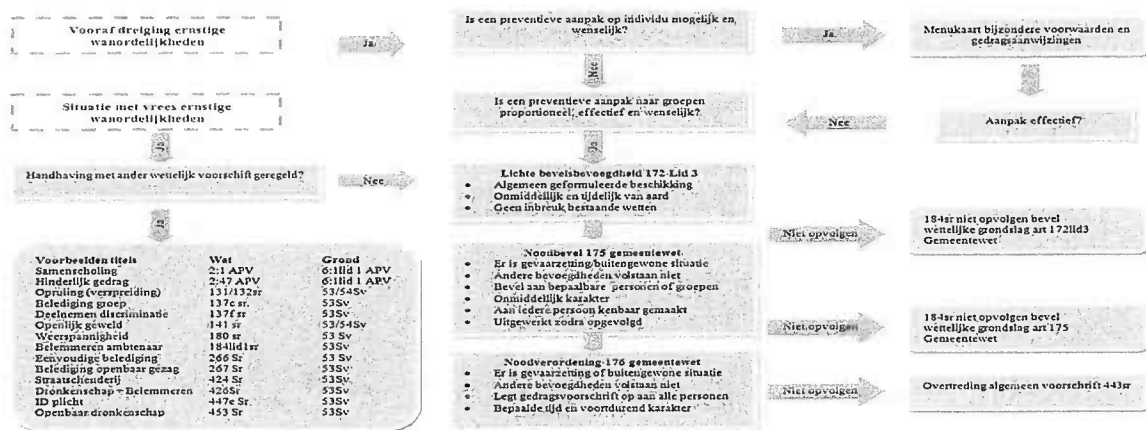 Vooraf dreiging ernstige
wanordelijkheden
Ja
Is een preventieve aanpak op individu mogelijk en
wenselijk?
Ja
Menukaart bijzondere voorwaarden en
gedragsaanwijzingen
Nee
Situatie met vrees ernstige
wanordelijkheden
Is een preventieve aanpak naar groepen
proportioneel, effectief en wenselijk?
Nee
Aanpak effectief?
Ja
Ja
Handhaving met ander wettelijk voorschrift geregeld?
Nee
Lichte bevelsbevoegdheid 172-Lid 3
• Algemeen geformuleerde beschikking
• Onmiddellijk en tijdelijk van aard
• Geen inbreuk bestaande wetten
Ja
Niet opvolgen
184sr niet opvolgen bevel
wettelijke grondslag art 172lid3
Gemeentewet
Voorbeelden titels Wet Grond
Samenscholing 2:1 APV 6:1lid 1 APV
Hinderlijk gedrag 2:47 APV 6:1lid 1 APV
Opruiing (verspreiding) 131/132sr 53/54Sv
Belediging groep 137c sr. 53Sv
Deelnemen discriminatie 137f sr 53Sv
Openlijk geweld 141 sr 53/54Sv
Weerspannigheid 180 sr 53 Sv
Belemmeren ambtenaar 184lid1sr 53Sv
Eenvoudige belediging 266 Sr 53 Sv
Belediging openbaar gezag 267 Sr 53Sv
Straatschenderij 424 Sr 53Sv
Dronkenschap – Belemmeren 426Sr 53Sv
ID plicht 447e Sr. 53Sv
Openbaar dronkenschap 453 Sr 53Sv
Noodbevel 175 gemeentewet
• Er is gevaarzetting/buitengewone situatie
• Andere bevoegdheden volstaan niet
• Bevel aan bepaalbare personen of groepen
• Onmiddellijk karakter
• Aan iedere persoon kenbaar gemaakt
• Uitgewerkt zodra opgevolgd
Niet opvolgen
184sr niet opvolgen bevel
wettelijke grondslag art 175
Gemeentewet
Noodverordening 176 gemeentewet
• Er is gevaarzetting of buitengewone situatie
• Andere bevoegdheden volstaan niet
• Legt gedragsvoorschrift op aan alle personen
• Bepaalde tijd en voortdurend karakter
Niet opvolgen
Overtreding algemeen voorschrift 443sr